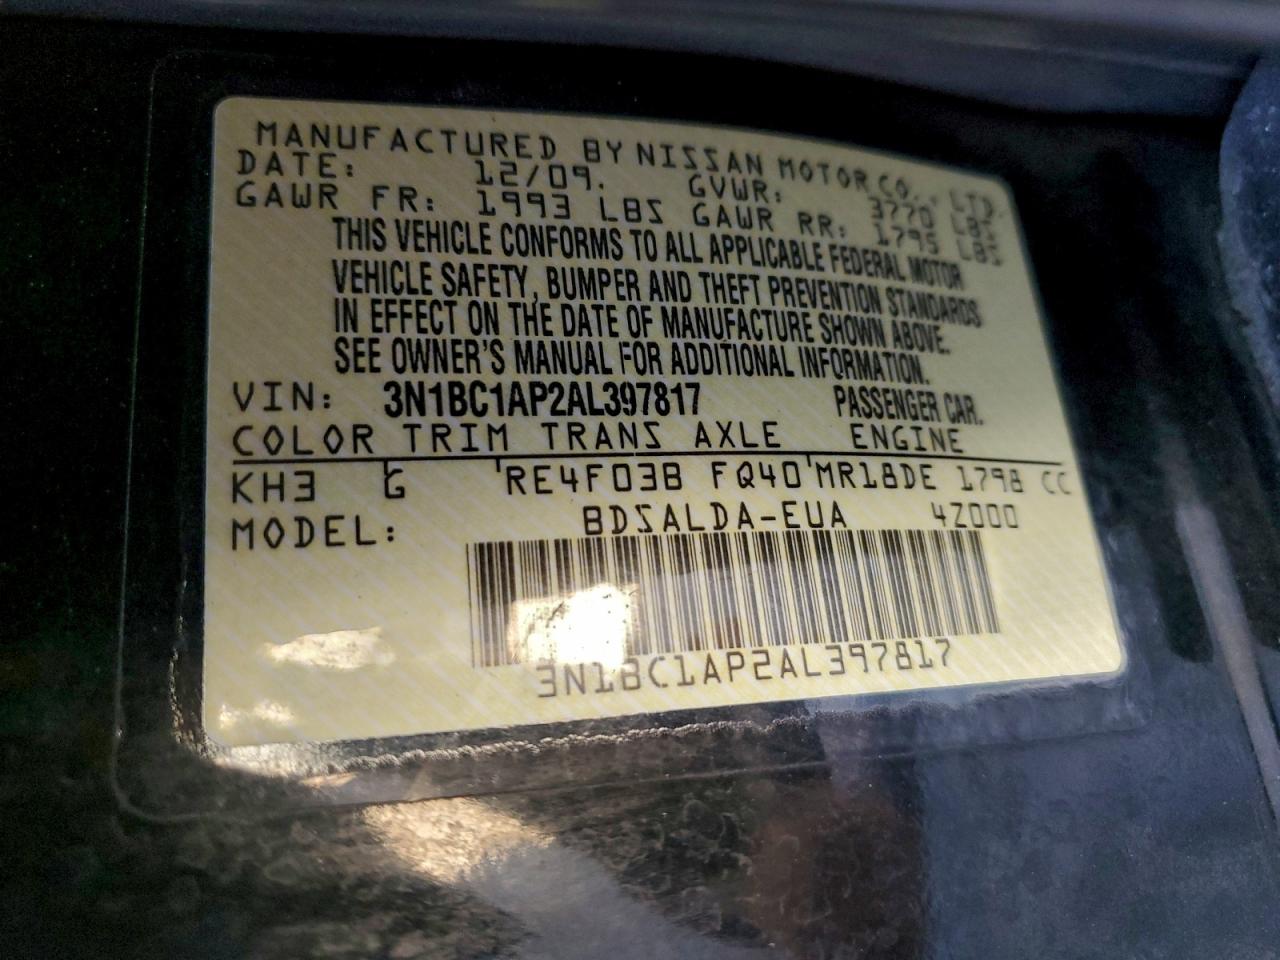 MANUFACTURED BY NISSAN MOTOR CO., LTD.
DATE: 12/09. GVWR: 3770 LBS
GAWR FR: 1993 LBS GAWR RR: 1795 LBS
THIS VEHICLE CONFORMS TO ALL APPLICABLE FEDERAL MOTOR
VEHICLE SAFETY, BUMPER AND THEFT PREVENTION STANDARDS
IN EFFECT ON THE DATE OF MANUFACTURE SHOWN ABOVE.
SEE OWNER'S MANUAL FOR ADDITIONAL INFORMATION.
VIN: 3N1BC1AP2AL397817 PASSENGER CAR.
COLOR TRIM TRANS AXLE ENGINE
KH3 G RE4F03B FQ40 MR18DE 1798 CC
MODEL: BDSALDA-EUA 4Z000
3N1BC1AP2AL397817